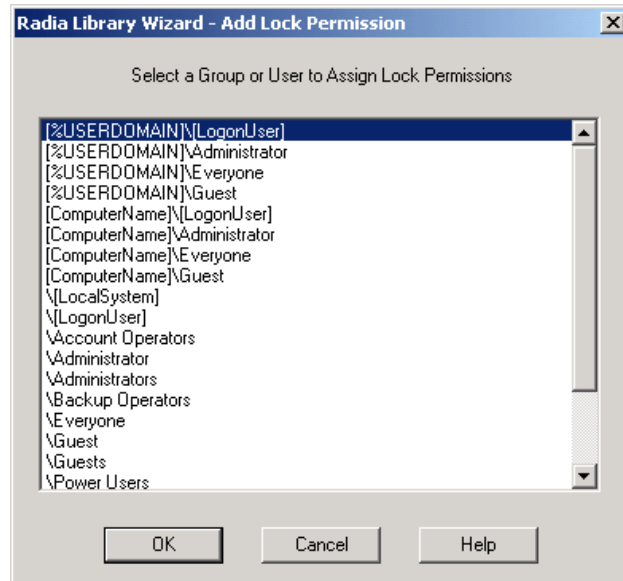 Radia Library Wizard - Add Lock Permission
Select a Group or User to Assign Lock Permissions
[%USERDOMAIN]\[LogonUser]
[%USERDOMAIN]\Administrator
[%USERDOMAIN]\Everyone
[%USERDOMAIN]\Guest
[ComputerName]\[LogonUser]
[ComputerName]\Administrator
[ComputerName]\Everyone
[ComputerName]\Guest
\[LocalSystem]
\[LogonUser]
\Account Operators
\Administrator
\Administrators
\Backup Operators
\Everyone
\Guest
\Guests
\Power Users
OK Cancel Help